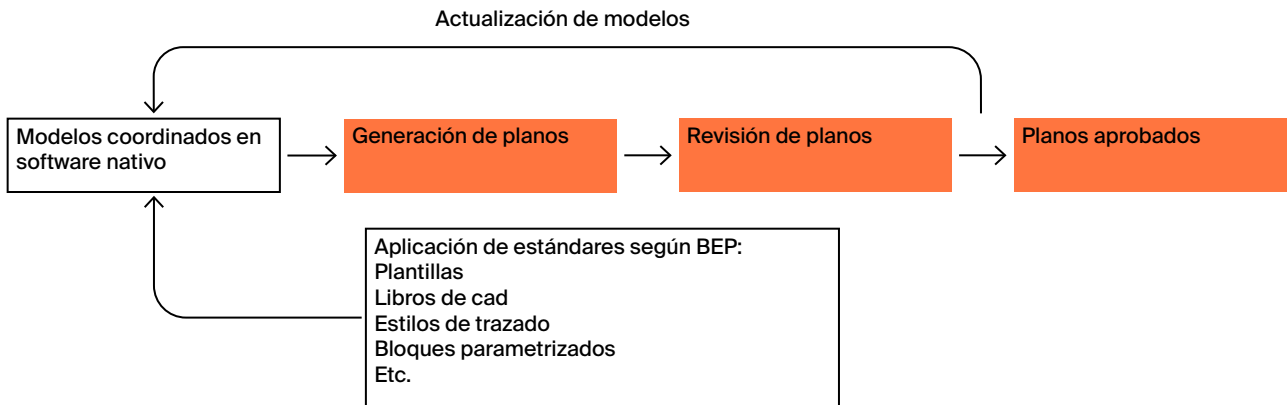 Actualización de modelos
Modelos coordinados en
software nativo
Generación de planos
Revisión de planos
Planos aprobados
Aplicación de estándares según BEP:
Plantillas
Libros de cad
Estilos de trazado
Bloques parametrizados
Etc.